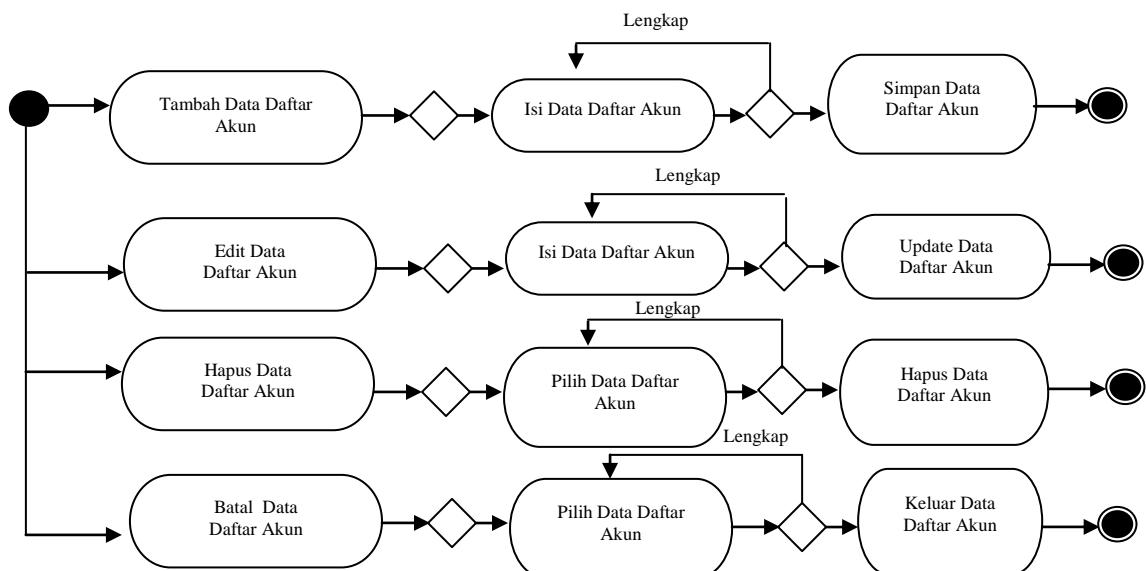 Lengkap
Tambah Data Daftar
Akun
Isi Data Daftar Akun
Simpan Data
Daftar Akun
Lengkap
Edit Data
Daftar Akun
Isi Data Daftar Akun
Update Data
Daftar Akun
Lengkap
Hapus Data
Daftar Akun
Pilih Data Daftar
Akun
Hapus Data
Daftar Akun
Lengkap
Batal Data
Daftar Akun
Pilih Data Daftar
Akun
Keluar Data
Daftar Akun